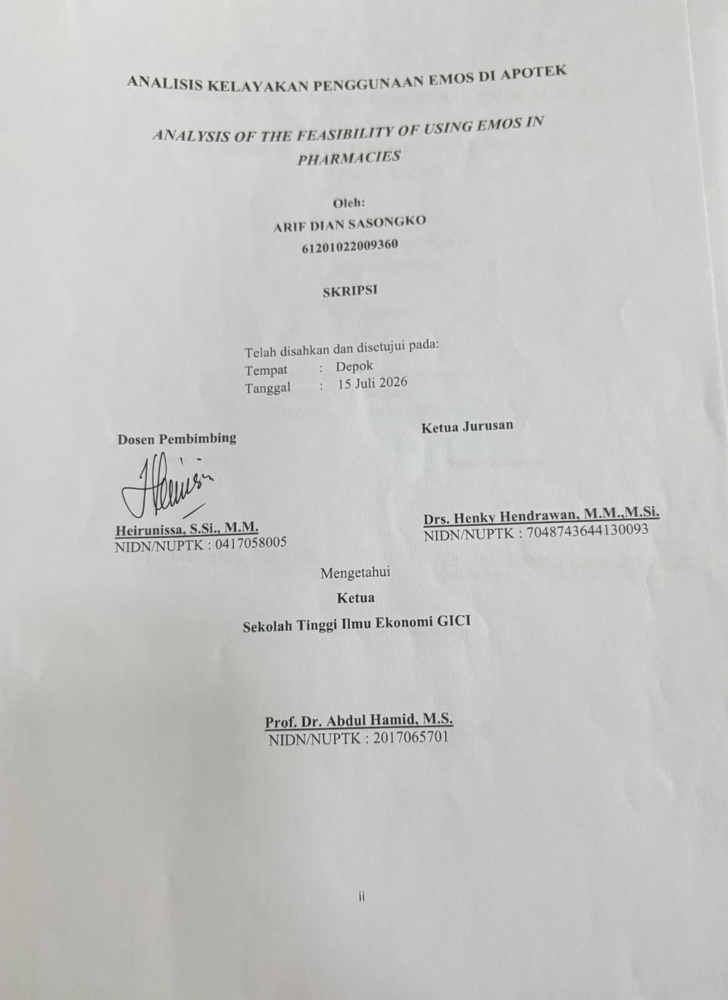 ANALISIS KELAYAKAN PENGGUNAAN EMOS DI APOTEK
ANALYSIS OF THE FEASIBILITY OF USING EMOS IN
PHARMACIES
Oleh:
ARIF DIAN SASONGKO
61201022009360
SKRIPSI
Telah disahkan dan disetujui pada:
Tempat : Depok
Tanggal : 15 Juli 2026
Dosen Pembimbing
Ketua Jurusan
Heirunissa, S.Si., M.M.
NIDN/NUPTK : 0417058005
Drs. Henky Hendrawan, M.M.,M.Si.
NIDN/NUPTK : 7048743644130093
Mengetahui
Ketua
Sekolah Tinggi Ilmu Ekonomi GICI
Prof. Dr. Abdul Hamid, M.S.
NIDN/NUPTK : 2017065701
ii